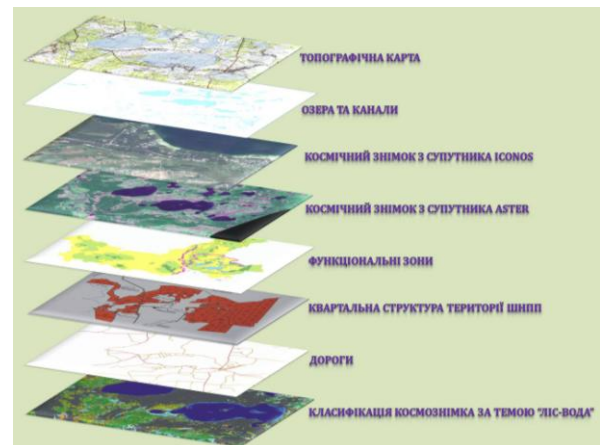 ТОПОГРАФІЧНА КАРТА
ОЗЕРА ТА КАНАЛИ
КОСМІЧНИЙ ЗНІМОК З СУПУТНИКА ICONOS
КОСМІЧНИЙ ЗНІМОК З СУПУТНИКА ASTER
ФУНКЦІОНАЛЬНІ ЗОНИ
КВАРТАЛЬНА СТРУКТУРА ТЕРИТОРІЇ ШНПП
ДОРОГИ
КЛАСИФІКАЦІЯ КОСМОЗНІМКА ЗА ТЕМОЮ "ЛІС-ВОДА"